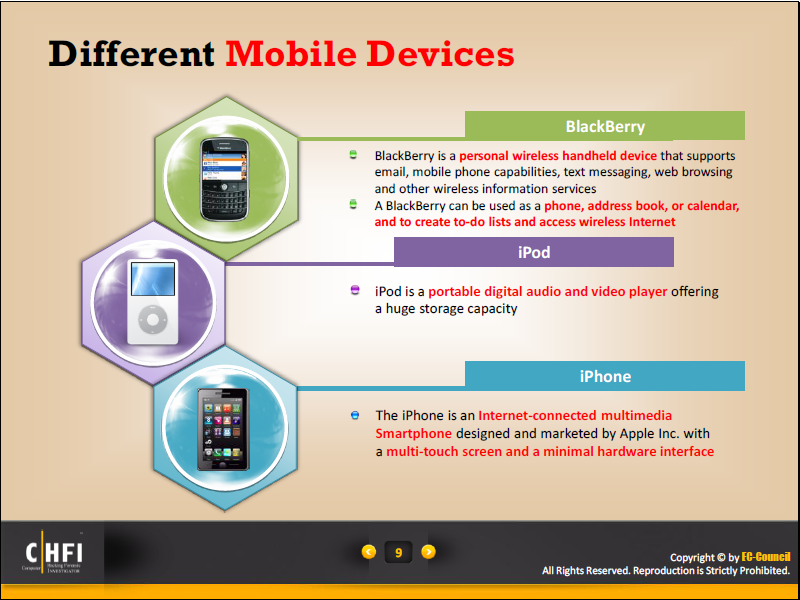 Different Mobile Devices
BlackBerry
BlackBerry is a personal wireless handheld device that supports
email, mobile phone capabilities, text messaging, web browsing
and other wireless information services
A BlackBerry can be used as a phone, address book, or calendar,
and to create to-do lists and access wireless Internet
iPod
iPod is a portable digital audio and video player offering
a huge storage capacity
iPhone
The iPhone is an Internet-connected multimedia
Smartphone designed and marketed by Apple Inc. with
a multi-touch screen and a minimal hardware interface
CHFI
Computer Hacking Forensic
INVESTIGATOR
9
Copyright © by EC-Council
All Rights Reserved. Reproduction is Strictly Prohibited.